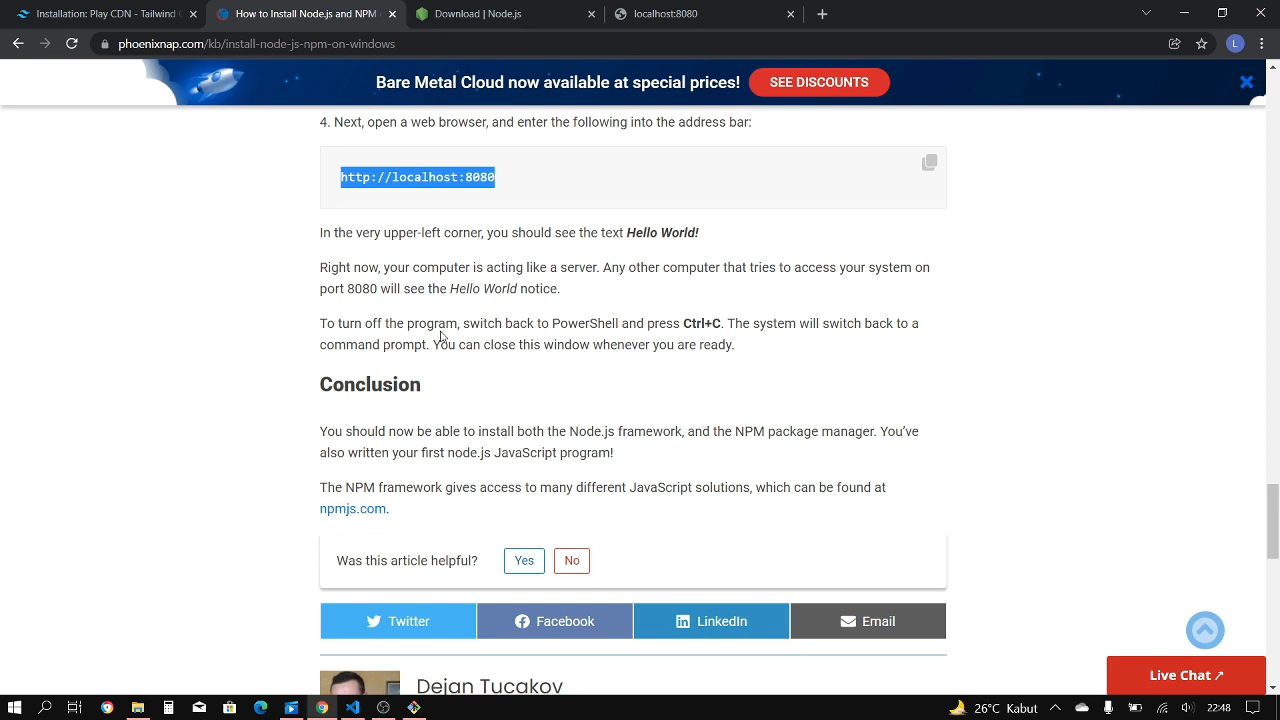 Installation: Play CDN - Tailwind C
How to Install Node.js and NPM
Download | Node.js
localhost:8080
phoenixnap.com/kb/install-node-js-npm-on-windows
L
Bare Metal Cloud now available at special prices!
SEE DISCOUNTS
4. Next, open a web browser, and enter the following into the address bar:
http://localhost:8080
In the very upper-left corner, you should see the text Hello World!
Right now, your computer is acting like a server. Any other computer that tries to access your system on
port 8080 will see the Hello World notice.
To turn off the program, switch back to PowerShell and press Ctrl+C. The system will switch back to a
command prompt. You can close this window whenever you are ready.
Conclusion
You should now be able to install both the Node.js framework, and the NPM package manager. You’ve
also written your first node.js JavaScript program!
The NPM framework gives access to many different JavaScript solutions, which can be found at
npmjs.com.
Was this article helpful?
Yes
No
Twitter
Facebook
LinkedIn
Email
Dejan Tucakov
Live Chat
26°C Kabut
22:48